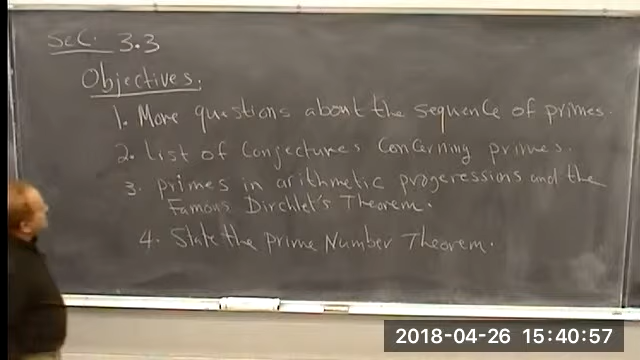 Sec. 3.3
Objectives.
1. More questions about the sequence of primes.
2. List of Conjectures Concerning primes.
3. primes in arithmetic progeressions and the
Famous Dirchlet's Theorem.
4. State the prime Number Theorem.
2018-04-26 15:40:57